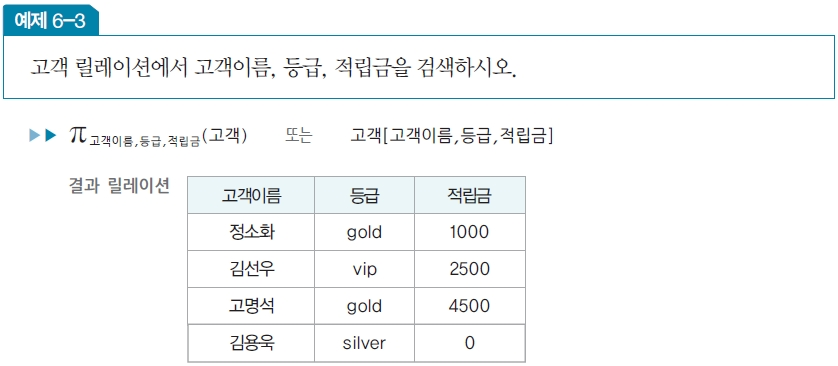 예제 6-3
고객 릴레이션에서 고객이름, 등급, 적립금을 검색하시오.
▶▶ π고객이름,등급,적립금(고객) 또는 고객[고객이름,등급,적립금]
결과 릴레이션
고객이름 등급 적립금
정소화 gold 1000
김선우 vip 2500
고명석 gold 4500
김용욱 silver 0